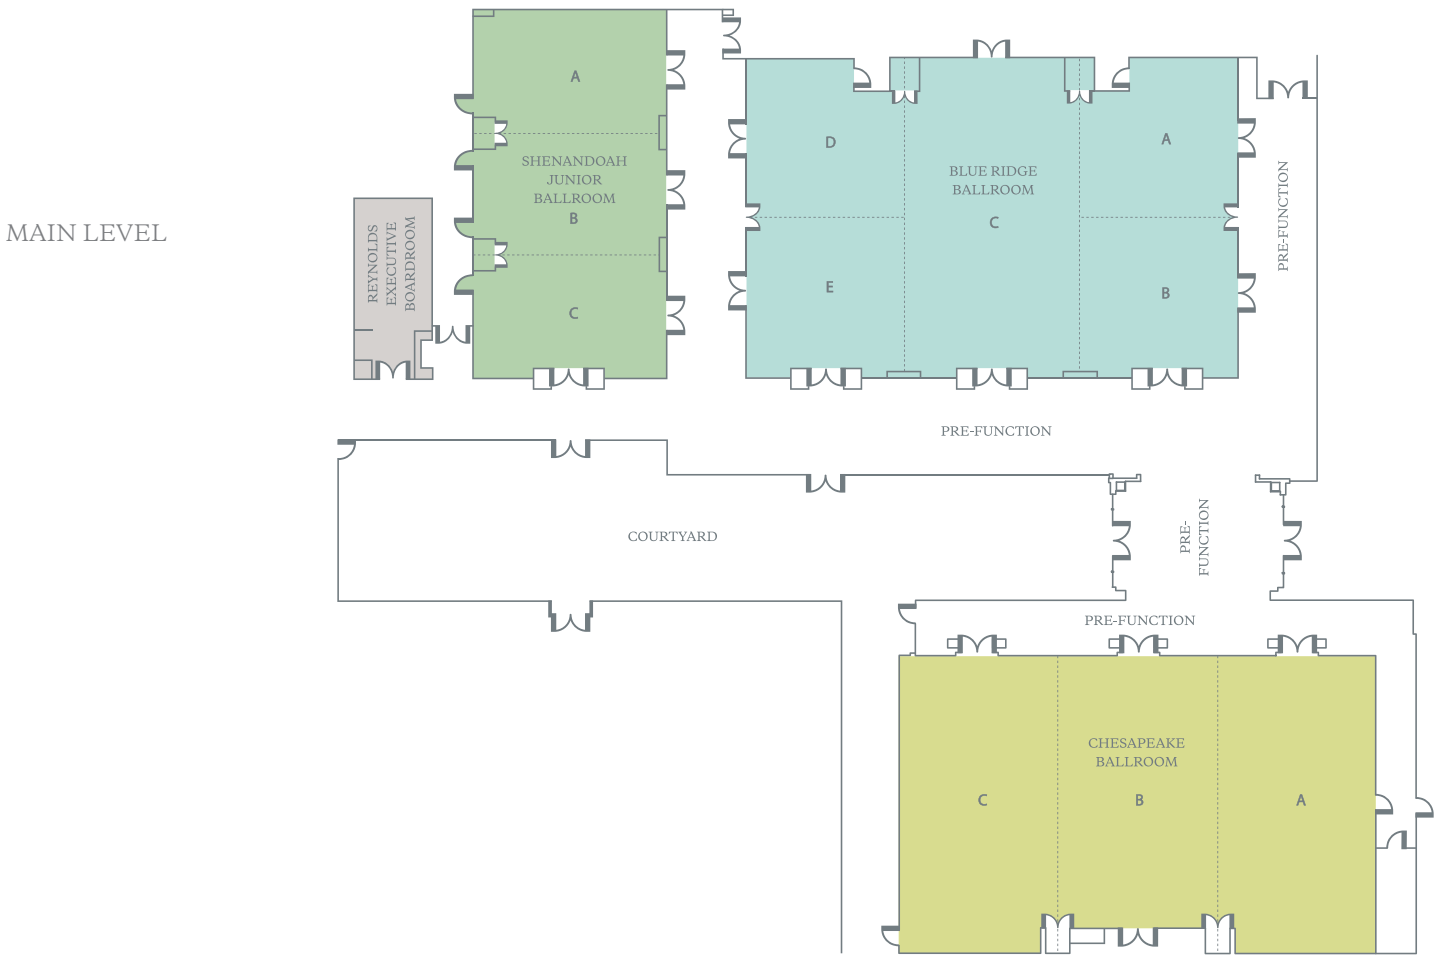 MAIN LEVEL
REYNOLDS
EXECUTIVE
BOARDROOM
A
SHENANDOAH
JUNIOR
BALLROOM
B
C
D
E
BLUE RIDGE
BALLROOM
C
A
B
PRE-FUNCTION
PRE-FUNCTION
COURTYARD
PRE-
FUNCTION
PRE-FUNCTION
CHESAPEAKE
BALLROOM
C
B
A